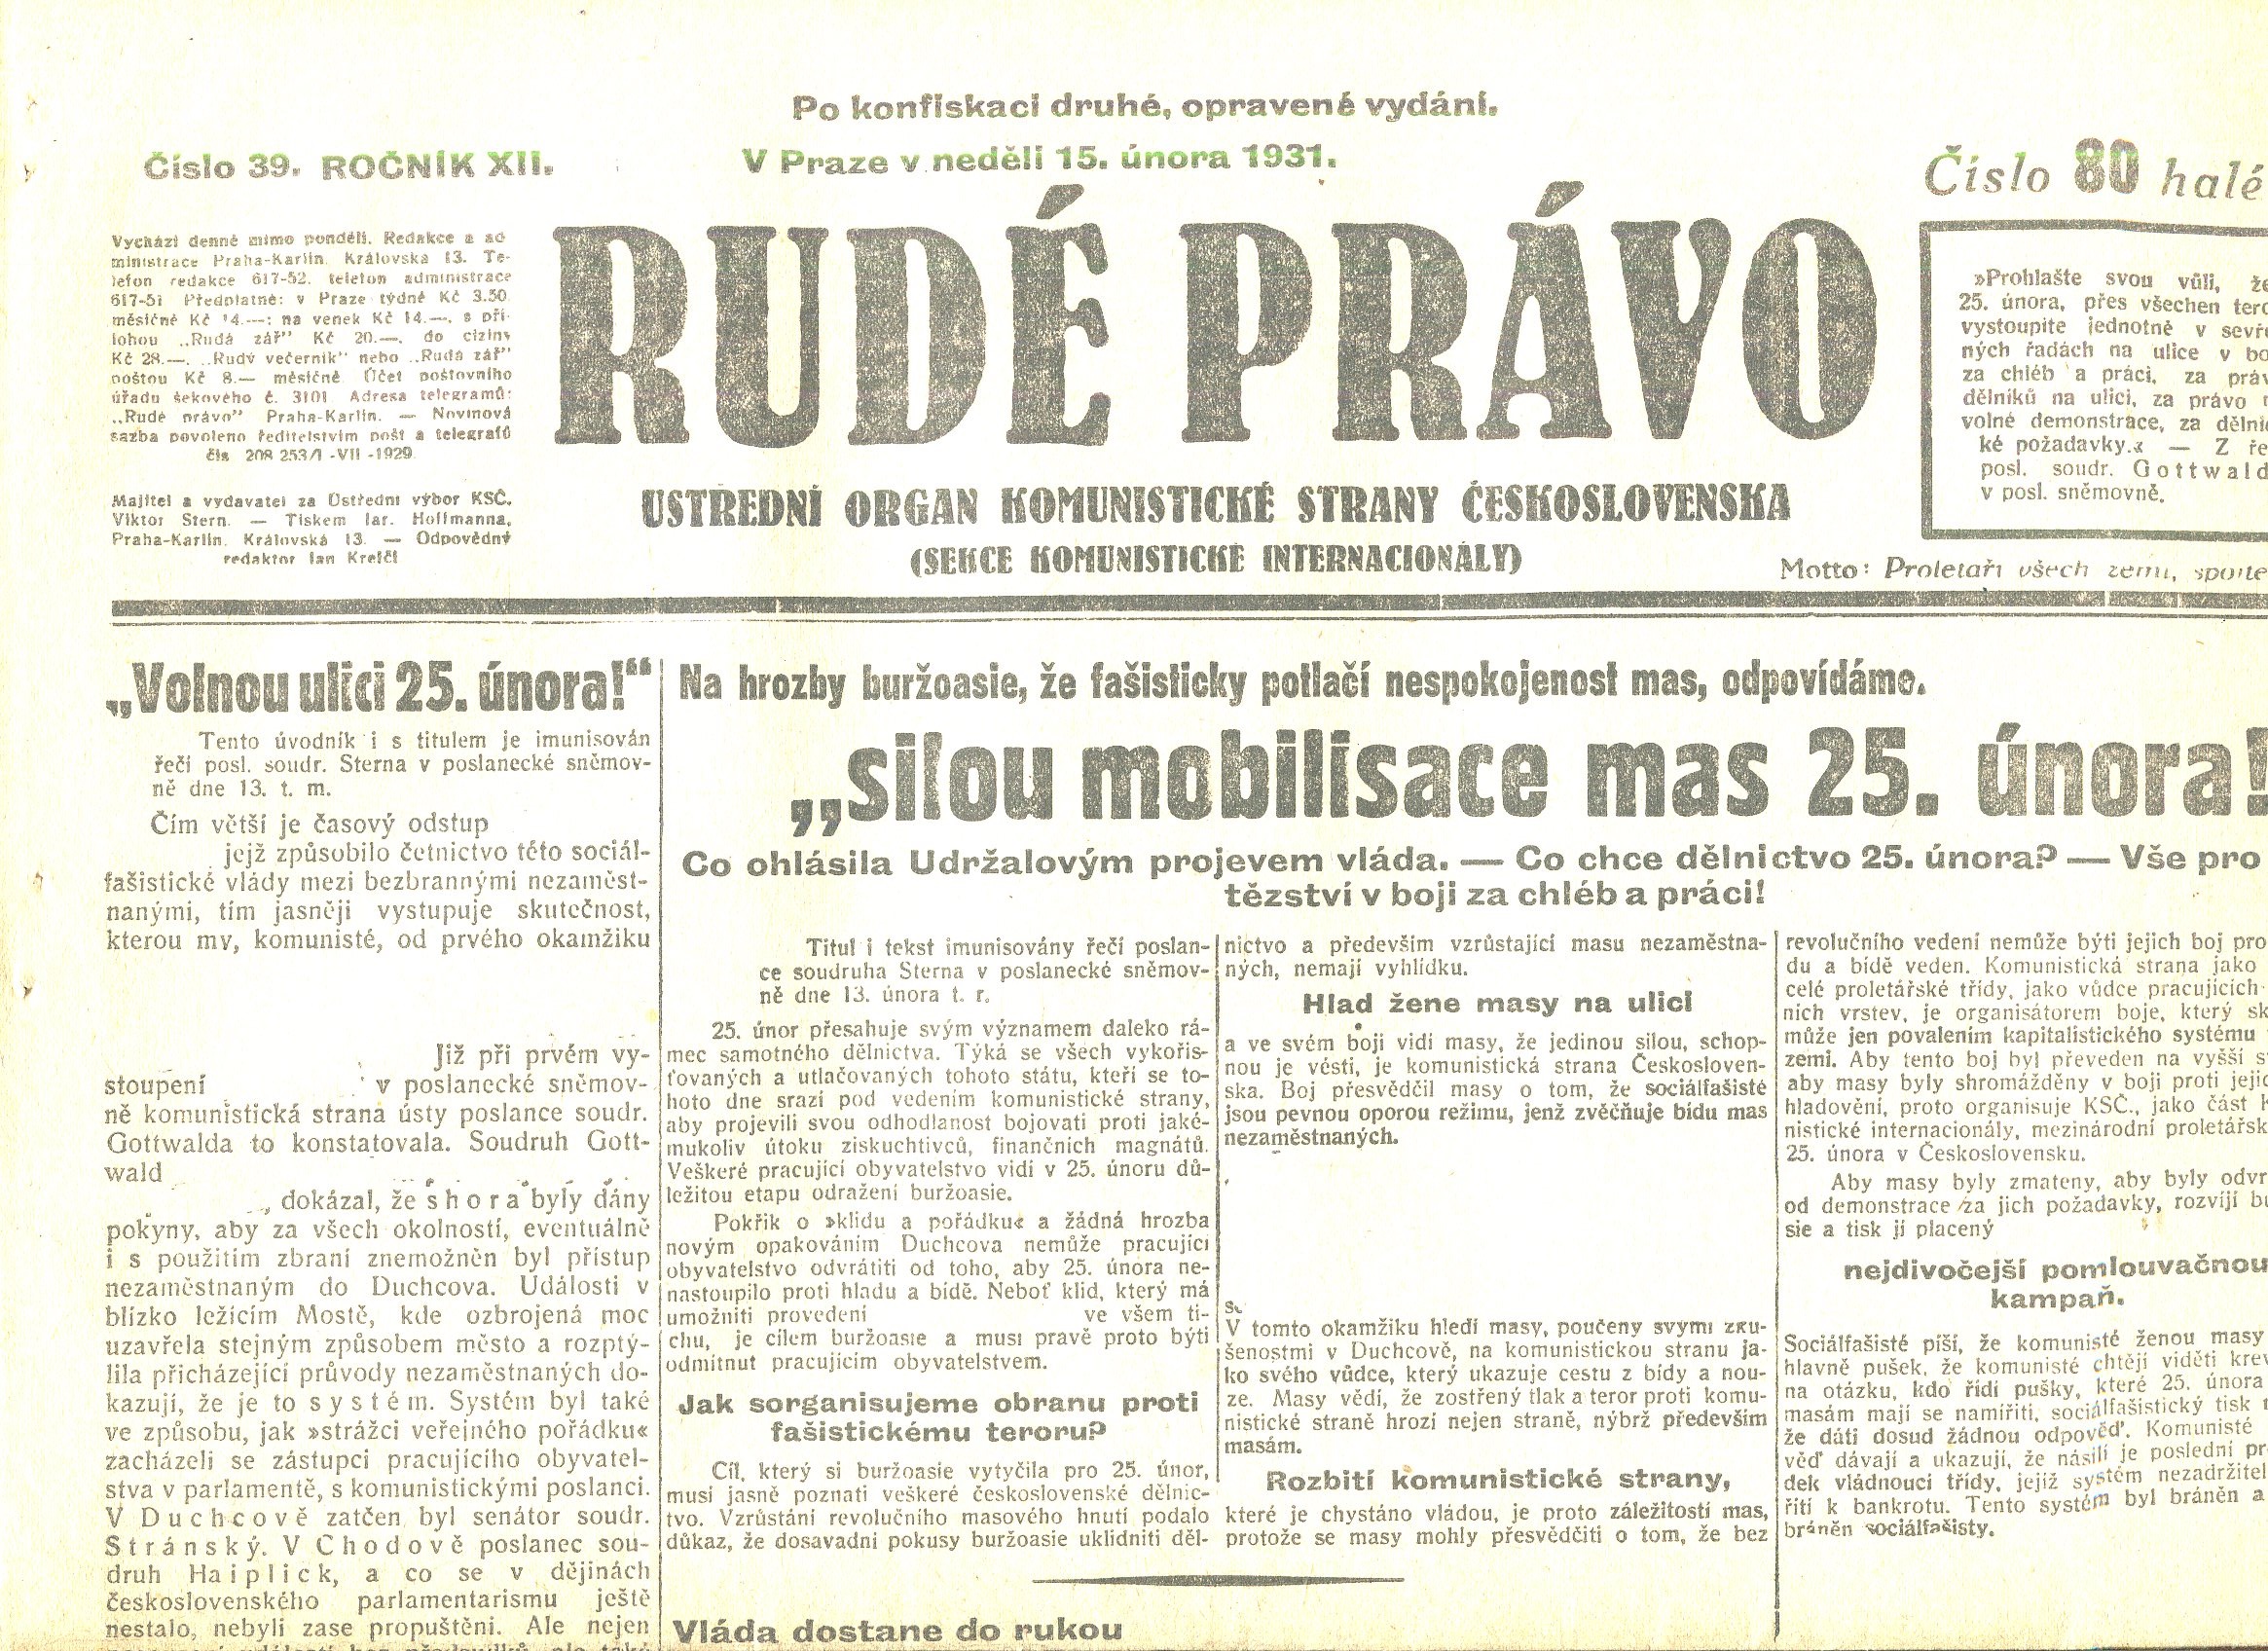 Po konfiskaci druhé, opravené vydání.
Číslo 39. ROČNÍK XII.
V Praze v neděli 15. února 1931.
Číslo 80 halé
RUDÉ PRÁVO
Vychází denně mimo pondělí. Redakce a ad-
ministrace Praha-Karlín. Královská 13. Te-
lefon redakce 617-52. telefon administrace
617-51 Předplatné: v Praze týdně Kč 3.50
měsíčně Kč 14.—; na venek Kč 14.—, s pří-
lohou „Rudá zář" Kč 20.—, do ciziny
Kč 28.—. „Rudý večerník" nebo „Rudá zář"
poštou Kč 8.— měsíčně Účet poštovního
úřadu šekového č. 3101 Adresa telegramů:
„Rudé právo" Praha-Karlín. — Novinová
sazba povoleno ředitelstvím pošt a telegrafů
čís 208 253/I -VII -1929
Majitel a vydavatel za Ústřední výbor KSČ.
Viktor Stern. — Tiskem Jar. Hoffmanna,
Praha-Karlín. Královská 13. — Odpovědný
redaktor Jan Krejčí
ÚSTŘEDNÍ ORGAN KOMUNISTICKÉ STRANY ČESKOSLOVENSKA
(SEKCE KOMUNISTICKÉ INTERNACIONÁLY)
»Prohlašte svou vůli, že
25. února, přes všechen tero
vystoupíte jednotně v sevře
ných řadách na ulice v bo
za chléb a práci, za práv
dělníků na ulici, za právo n
volné demonstrace, za dělnic
ké požadavky.« — Z ře
posl. soudr. Gottwald
v posl. sněmovně.
Motto: Proletáři všech zemí, spojte
„Volnou ulici 25. února!“
Tento úvodník i s titulem je imunisován
řečí posl. soudr. Sterna v poslanecké sněmov-
ně dne 13. t. m.
Čím větší je časový odstup
jejž způsobilo četnictvo této sociál-
fašistické vlády mezi bezbrannými nezaměst-
nanými, tím jasněji vystupuje skutečnost,
kterou my, komunisté, od prvého okamžiku
Již při prvém vy-
stoupení v poslanecké sněmov-
ně komunistická strana ústy poslance soudr.
Gottwalda to konstatovala. Soudruh Gott-
wald
, dokázal, že shora byly dány
pokyny, aby za všech okolností, eventuálně
i s použitím zbraní znemožněn byl přístup
nezaměstnaným do Duchcova. Události v
blízko ležícím Mostě, kde ozbrojená moc
uzavřela stejným způsobem město a rozptý-
lila přicházející průvody nezaměstnaných do-
kazují, že je to systém. Systém byl také
ve způsobu, jak »strážci veřejného pořádku«
zacházeli se zástupci pracujícího obyvatel-
stva v parlamentě, s komunistickými poslanci.
V Duchcově zatčen byl senátor soudr.
Stránský. V Chodově poslanec sou-
druh Haiplick, a co se v dějinách
československého parlamentarismu ještě
nestalo, nebyli zase propuštěni. Ale nejen
Na hrozby buržoasie, že fašisticky potlačí nespokojenost mas, odpovídáme.
„silou mobilisace mas 25. února!
Co ohlásila Udržalovým projevem vláda. — Co chce dělnictvo 25. února? — Vše pro
tězství v boji za chléb a práci!
Titul i tekst imunisovány řečí poslan-
ce soudruha Sterna v poslanecké sněmov-
ně dne 13. února t. r.
25. únor přesahuje svým významem daleko rá-
mec samotného dělnictva. Týká se všech vykořis-
ťovaných a utlačovaných tohoto státu, kteří se to-
hoto dne srazí pod vedením komunistické strany,
aby projevili svou odhodlanost bojovati proti jaké-
mukoliv útoku ziskuchtivců, finančních magnátů.
Veškeré pracující obyvatelstvo vidí v 25. únoru dů-
ležitou etapu odražení buržoasie.
Pokřik o »klidu a pořádku« a žádná hrozba
novým opakováním Duchcova nemůže pracující
obyvatelstvo odvrátiti od toho, aby 25. února ne-
nastoupilo proti hladu a bídě. Neboť klid, který má
umožniti provedení ve všem ti-
chu, je cílem buržoasie a musí právě proto býti
odmítnut pracujícím obyvatelstvem.
Jak sorganisujeme obranu proti
fašistickému teroru?
Cíl, který si buržoasie vytyčila pro 25. únor,
musí jasně poznati veškeré československé dělnic-
tvo. Vzrůstání revolučního masového hnutí podalo
důkaz, že dosavadní pokusy buržoasie uklidniti děl-
nictvo a především vzrůstající masu nezaměstna-
ných, nemají vyhlídku.
Hlad žene masy na ulici
a ve svém boji vidí masy, že jedinou silou, schop-
nou je vésti, je komunistická strana Českosloven-
ska. Boj přesvědčil masy o tom, že sociálfašisté
jsou pevnou oporou režimu, jenž zvěčňuje bídu mas
nezaměstnaných.
V tomto okamžiku hledí masy, poučeny svými zku-
šenostmi v Duchcově, na komunistickou stranu ja-
ko svého vůdce, který ukazuje cestu z bídy a nou-
ze. Masy vědí, že zostřený tlak a teror proti komu-
nistické straně hrozí nejen straně, nýbrž především
masám.
Rozbití komunistické strany,
které je chystáno vládou, je proto záležitostí mas,
protože se masy mohly přesvědčiti o tom, že bez
revolučního vedení nemůže býti jejich boj pro
du a bídě veden. Komunistická strana jako
celé proletářské třídy, jako vůdce pracujících
ních vrstev, je organisátorem boje, který sk
může jen povalením kapitalistického systému
zemi. Aby tento boj byl převeden na vyšší s
aby masy byly shromážděny v boji proti jejic
hladovění, proto organisuje KSČ., jako část K
nistické internacionály, mezinárodní proletářsk
25. února v Československu.
Aby masy byly zmateny, aby byly odvr
od demonstrace za jich požadavky, rozvíjí bu
sie a tisk jí placený
nejdivočejší pomlouvačnou
kampaň.
Sociálfašisté píší, že komunisté ženou masy
hlavně pušek, že komunisté chtějí viděti krev
na otázku, kdo řídí pušky, které 25. února
masám mají se namířiti, sociálfašistický tisk n
že dáti dosud žádnou odpověď. Komunisté
věď dávají a ukazují, že násilí je poslední pr
dek vládnoucí třídy, jejíž systém nezadržitel
řítí k bankrotu. Tento systém byl bráněn a
bráněn sociálfašisty.
Vláda dostane do rukou